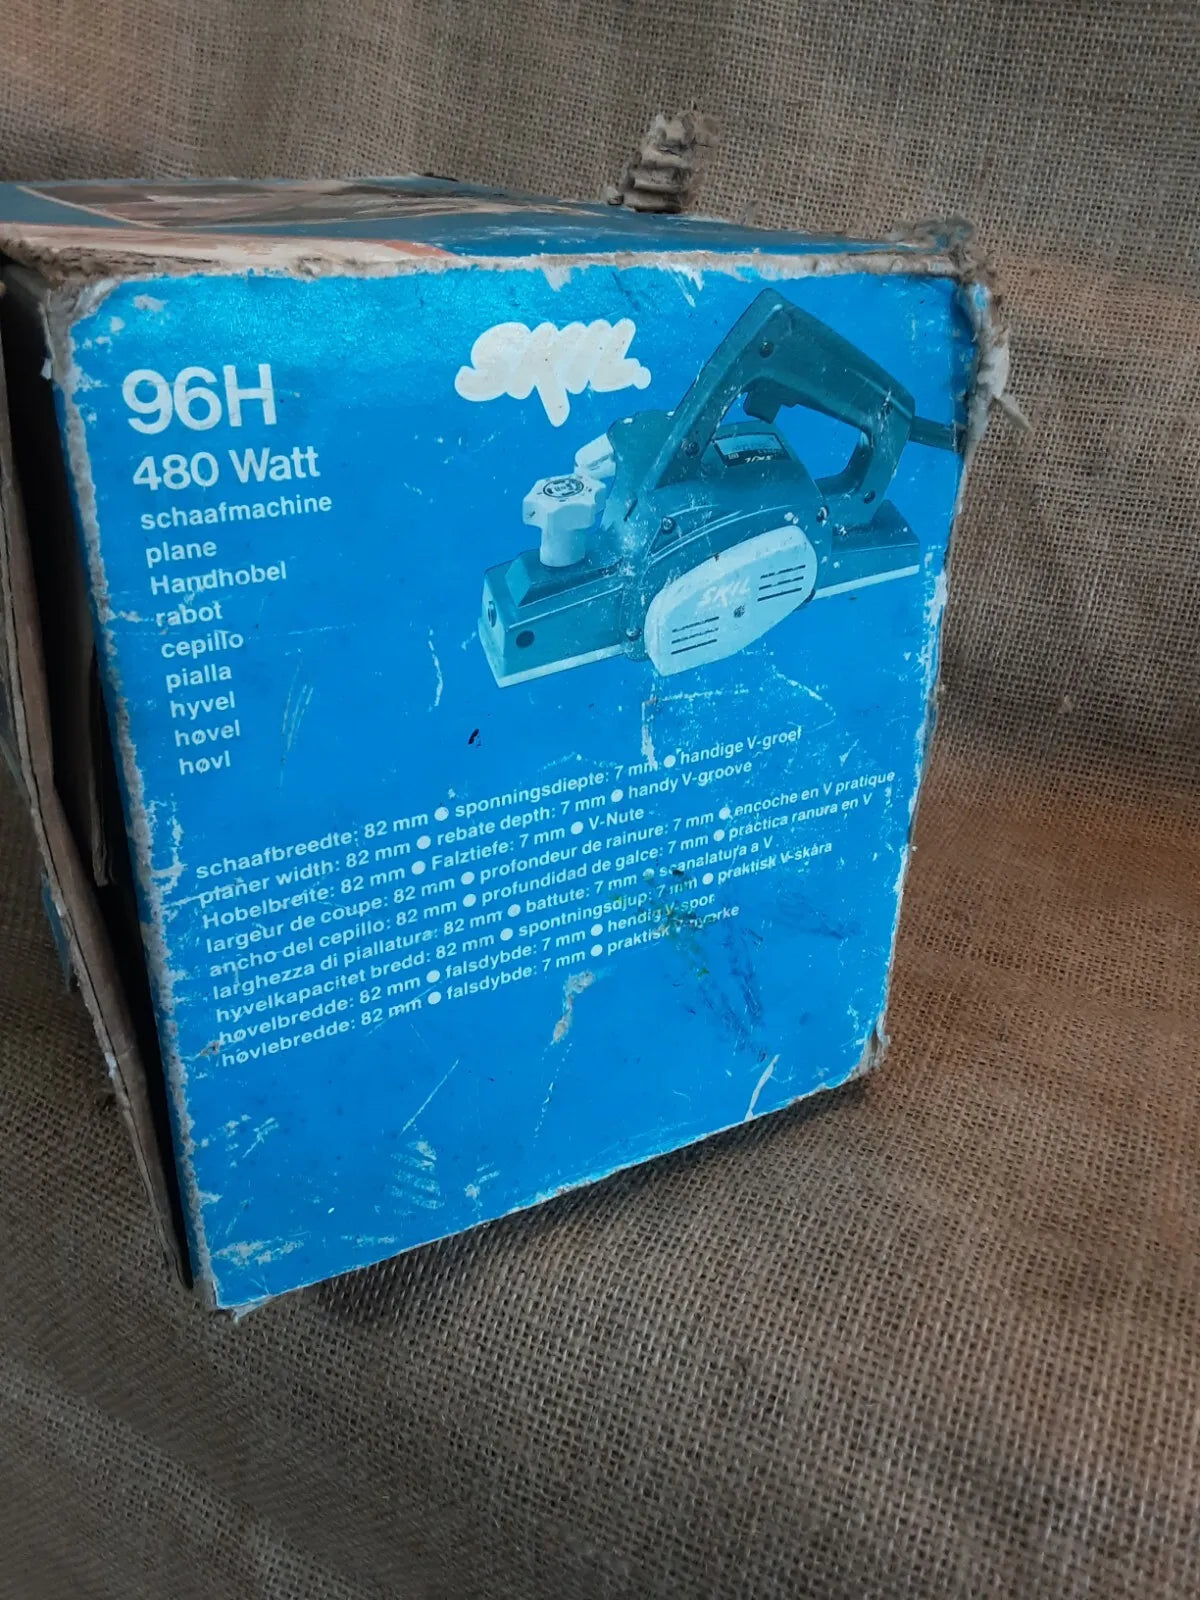 SKIL
96H
480 Watt
schaafmachine
plane
Handhobel
rabot
cepillo
pialla
hyvel
høvel
høvl
SKIL
SKIL
schaafbreedte: 82 mm ● sponningsdiepte: 7 mm ● handige V-groef
planer width: 82 mm ● rebate depth: 7 mm ● handy V-groove
Hobelbreite: 82 mm ● Falztiefe: 7 mm ● V-Nute
largeur de coupe: 82 mm ● profondeur de rainure: 7 mm ● encoche en V pratique
ancho del cepillo: 82 mm ● profundidad de galce: 7 mm ● práctica ranura en V
larghezza di piallatura: 82 mm ● battute: 7 mm ● scanalatura a V
hyvelkapacitet bredd: 82 mm ● spontningsdjup: 7 mm ● praktisk V-skåra
høvelbredde: 82 mm ● falsdybde: 7 mm ● hendig V-spor
høvlebredde: 82 mm ● falsdybde: 7 mm ● praktisk